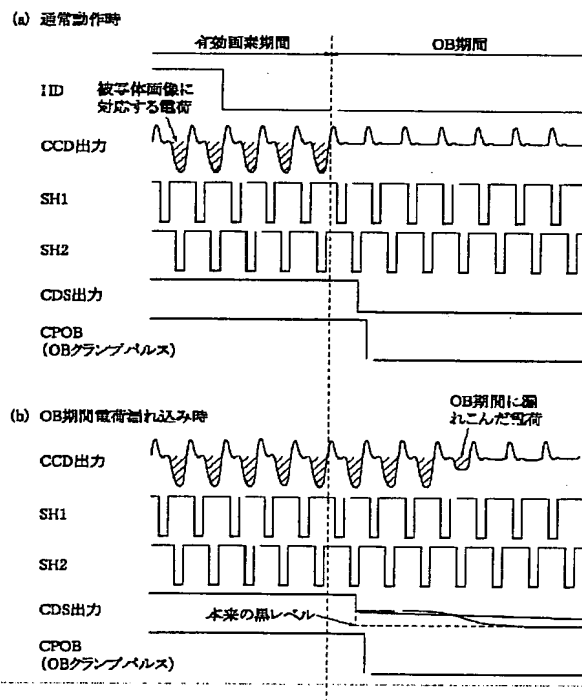 (a) 通常動作時
有効画素期間
OB期間
HD
被写体画像に
対応する電荷
CCD出力
SH1
SH2
CDS出力
CPOB
(OBクランプパルス)
(b) OB期間電荷漏れ込み時
OB期間に漏
れこんだ電荷
CCD出力
SH1
SH2
CDS出力
本来の黒レベル
CPOB
(OBクランプパルス)